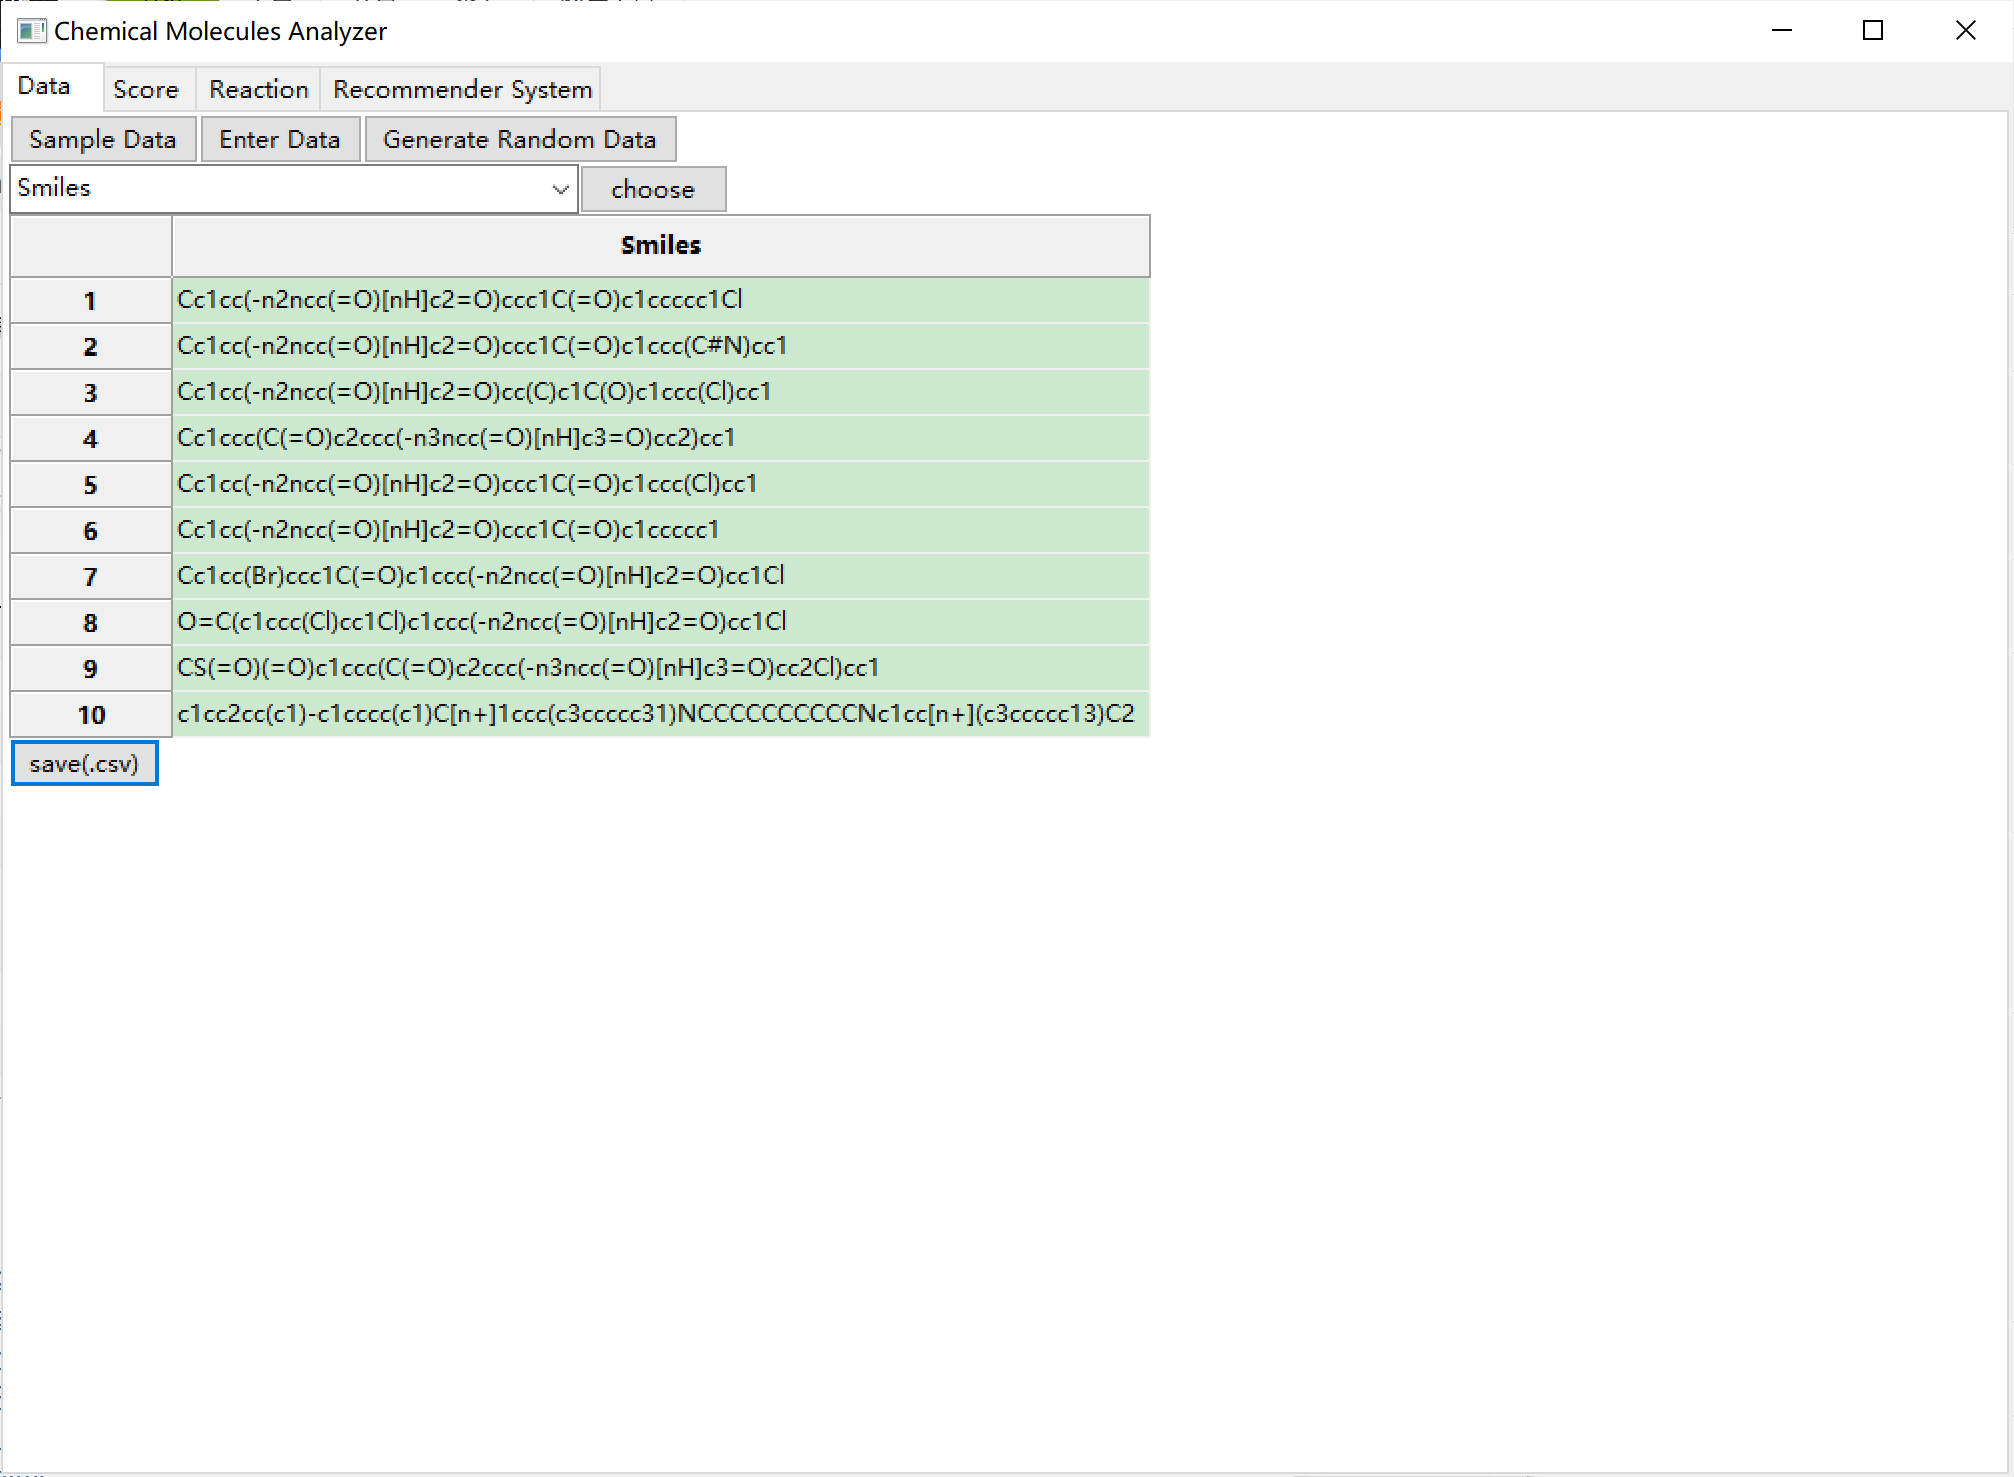 Chemical Molecules Analyzer
Data Score Reaction Recommender System
Sample Data Enter Data Generate Random Data
Smiles choose
Smiles
1 Cc1cc(-n2ncc(=O)[nH]c2=O)ccc1C(=O)c1ccccc1Cl
2 Cc1cc(-n2ncc(=O)[nH]c2=O)ccc1C(=O)c1ccc(C#N)cc1
3 Cc1cc(-n2ncc(=O)[nH]c2=O)cc(C)c1C(O)c1ccc(Cl)cc1
4 Cc1ccc(C(=O)c2ccc(-n3ncc(=O)[nH]c3=O)cc2)cc1
5 Cc1cc(-n2ncc(=O)[nH]c2=O)ccc1C(=O)c1ccc(Cl)cc1
6 Cc1cc(-n2ncc(=O)[nH]c2=O)ccc1C(=O)c1ccccc1
7 Cc1cc(Br)ccc1C(=O)c1ccc(-n2ncc(=O)[nH]c2=O)cc1Cl
8 O=C(c1ccc(Cl)cc1Cl)c1ccc(-n2ncc(=O)[nH]c2=O)cc1Cl
9 CS(=O)(=O)c1ccc(C(=O)c2ccc(-n3ncc(=O)[nH]c3=O)cc2Cl)cc1
10 c1cc2cc(c1)-c1cccc(c1)C[n+]1ccc(c3ccccc31)NCCCCCCCCCCNc1cc[n+](c3ccccc13)C2
save(.csv)